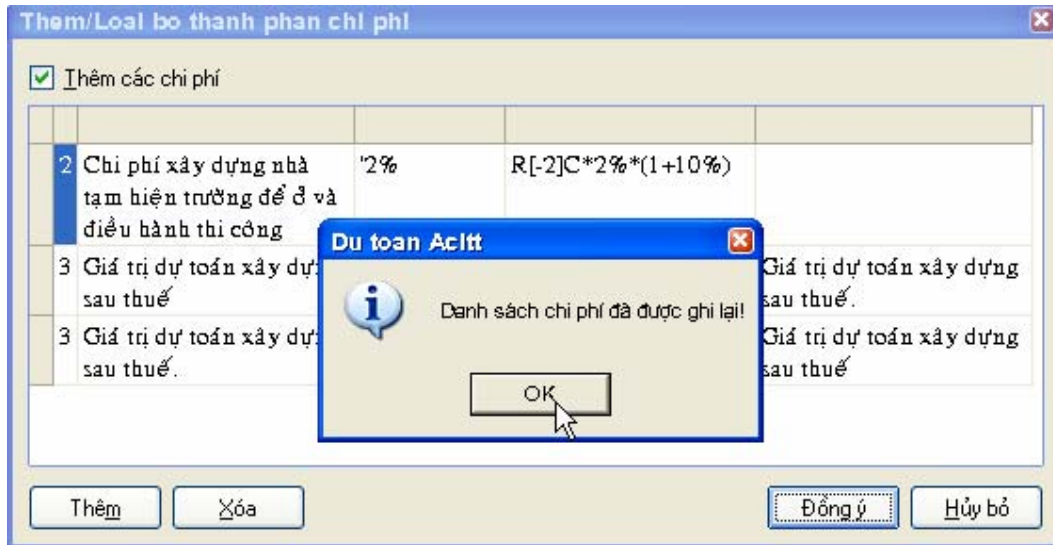 Them/Loai bo thanh phan chi phi
Thêm các chi phí
2 Chi phí xây dựng nhà '2% R[-2]C*2%*(1+10%)
tạm hiện trường để ở và
điều hành thi công
Du toan Acitt
3 Giá trị dự toán xây dự Giá trị dự toán xây dựng
sau thuế sau thuế.
Danh sách chi phí đã được ghi lại!
3 Giá trị dự toán xây dự Giá trị dự toán xây dựng
sau thuế. sau thuế
OK
Thêm Xóa Đồng ý Hủy bỏ